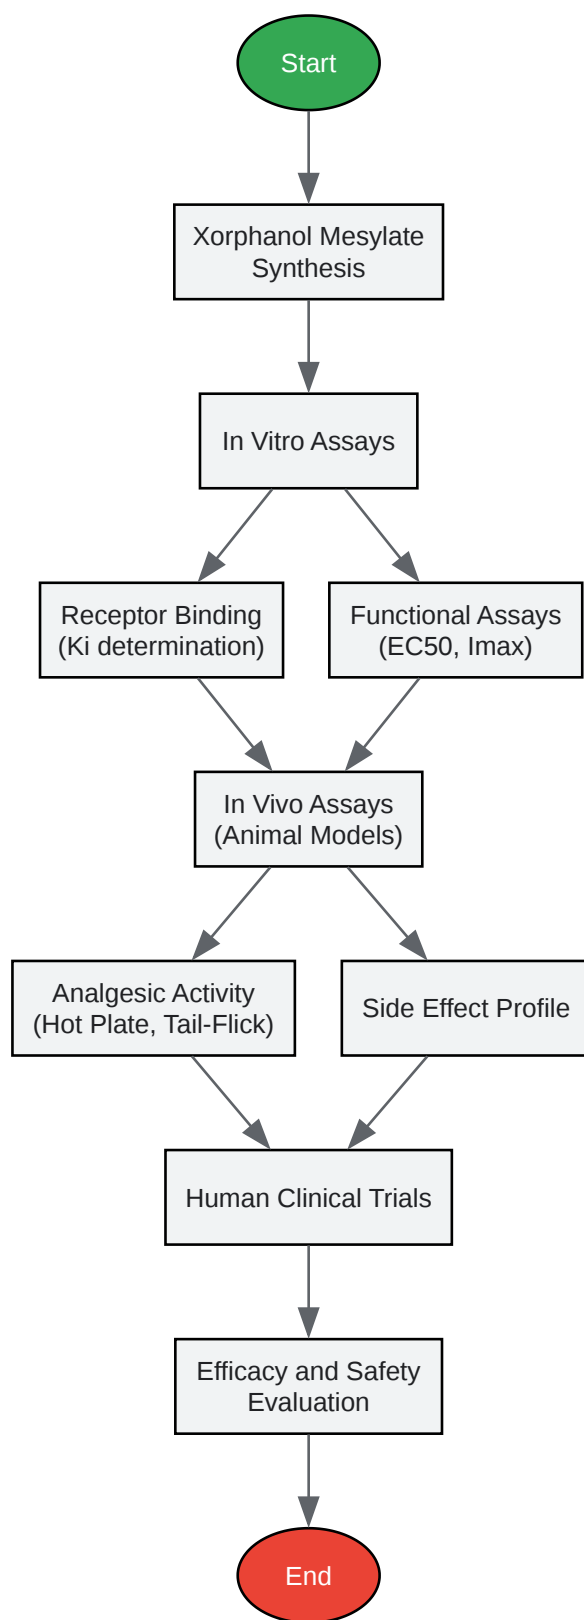 Start
Xorphanol Mesylate
Synthesis
In Vitro Assays
Receptor Binding
(Ki determination)
Functional Assays
(EC50, Imax)
In Vivo Assays
(Animal Models)
Analgesic Activity
(Hot Plate, Tail-Flick)
Side Effect Profile
Human Clinical Trials
Efficacy and Safety
Evaluation
End